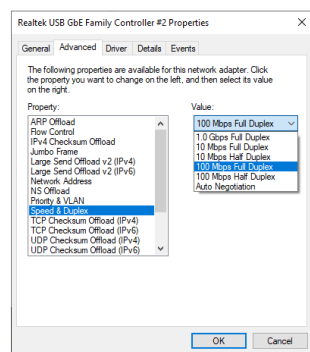 Realtek USB GbE Family Controller #2 Properties
General Advanced Driver Details Events
The following properties are available for this network adapter. Click
the property you want to change on the left, and then select its value
on the right.
Property:
ARP Offload
Flow Control
IPv4 Checksum Offload
Jumbo Frame
Large Send Offload v2 (IPv4)
Large Send Offload v2 (IPv6)
Network Address
NS Offload
Priority & VLAN
Speed & Duplex
TCP Checksum Offload (IPv4)
TCP Checksum Offload (IPv6)
UDP Checksum Offload (IPv4)
UDP Checksum Offload (IPv6)
Value:
100 Mbps Full Duplex
1.0 Gbps Full Duplex
10 Mbps Full Duplex
10 Mbps Half Duplex
100 Mbps Full Duplex
100 Mbps Half Duplex
Auto Negotiation
OK Cancel